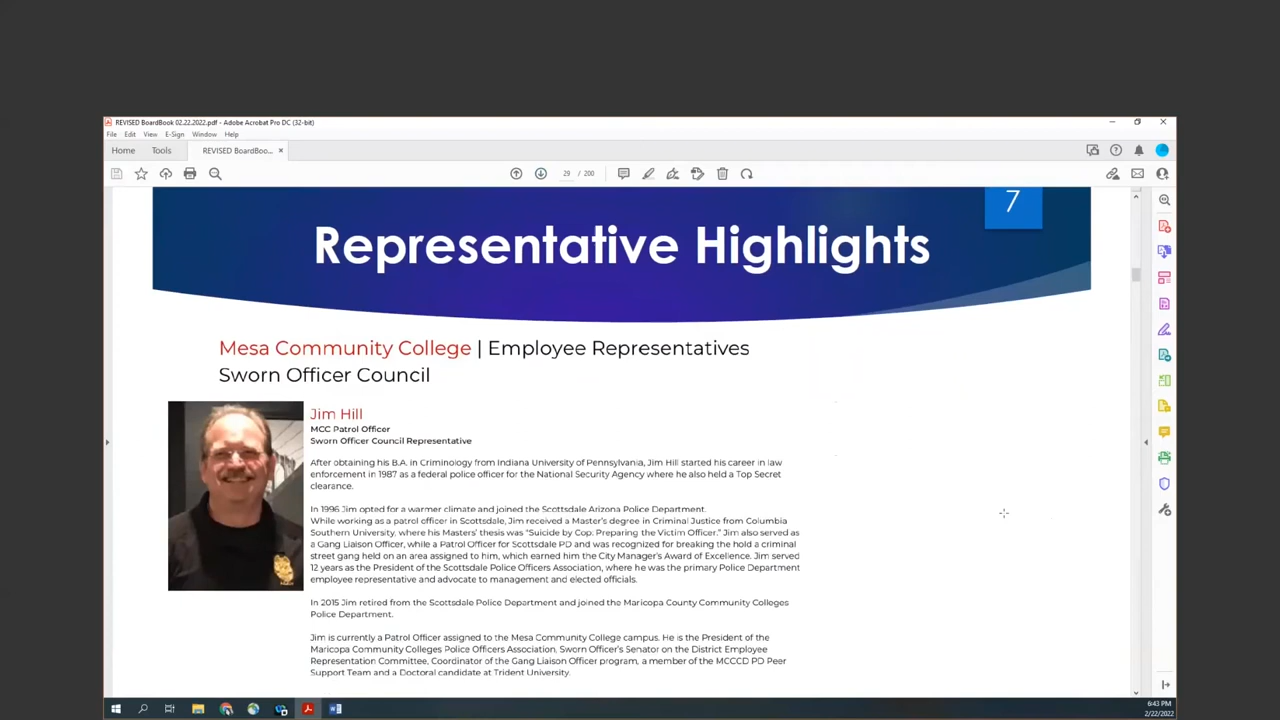 REVISED BoardBook 02.22.2022.pdf - Adobe Acrobat Pro DC (32-bit)
File Edit View E-Sign Window Help
Home Tools REVISED BoardBoo... ×
29 / 200
7
Representative Highlights
Mesa Community College | Employee Representatives
Sworn Officer Council
Jim Hill
MCC Patrol Officer
Sworn Officer Council Representative
After obtaining his B.A. in Criminology from Indiana University of Pennsylvania, Jim Hill started his career in law
enforcement in 1987 as a federal police officer for the National Security Agency where he also held a Top Secret
clearance.
In 1996 Jim opted for a warmer climate and joined the Scottsdale Arizona Police Department.
While working as a patrol officer in Scottsdale, Jim received a Master's degree in Criminal Justice from Columbia
Southern University, where his Masters' thesis was "Suicide by Cop: Preparing the Victim Officer." Jim also served as
a Gang Liaison Officer, while a Patrol Officer for Scottsdale PD and was recognized for breaking the hold a criminal
street gang held on an area assigned to him, which earned him the City Manager's Award of Excellence. Jim served
12 years as the President of the Scottsdale Police Officers Association, where he was the primary Police Department
employee representative and advocate to management and elected officials.
In 2015 Jim retired from the Scottsdale Police Department and joined the Maricopa County Community Colleges
Police Department.
Jim is currently a Patrol Officer assigned to the Mesa Community College campus. He is the President of the
Maricopa Community Colleges Police Officers Association, Sworn Officer's Senator on the District Employee
Representation Committee, Coordinator of the Gang Liaison Officer program, a member of the MCCCD PD Peer
Support Team and a Doctoral candidate at Trident University.
6:43 PM
2/22/2022